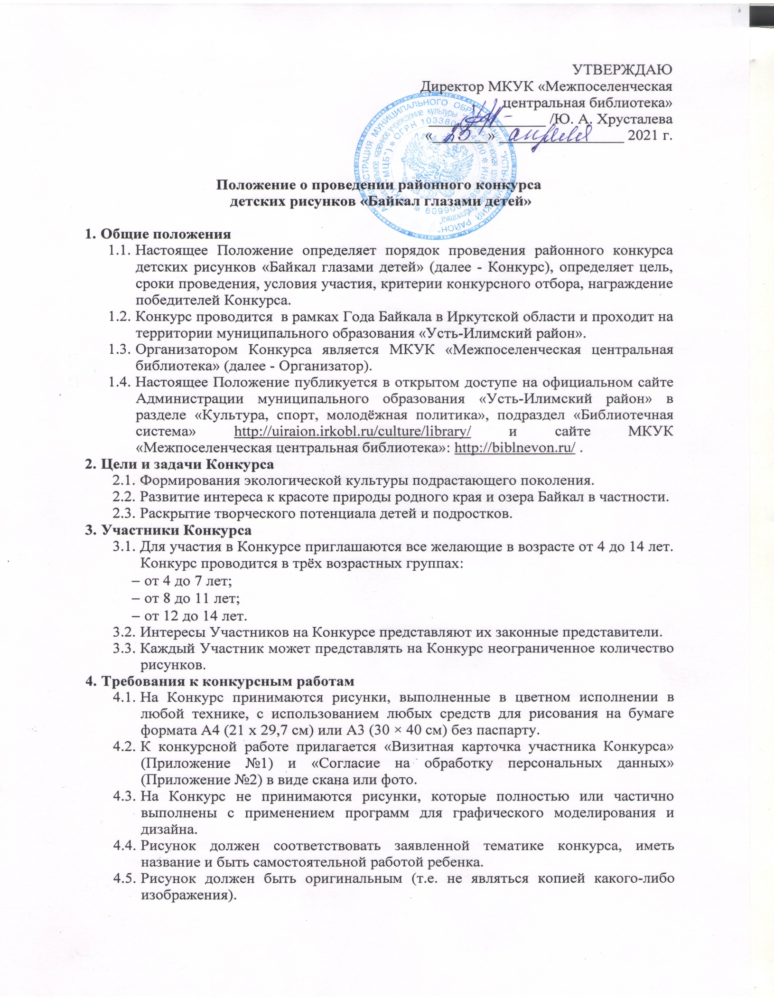 УТВЕРЖДАЮ
Директор МКУК «Межпоселенческая
центральная библиотека»
/Ю. А. Хрусталева
« 23 » апреля 2021 г.
АДМИНИСТРАЦИЯ МУНИЦИПАЛЬНОГО ОБРАЗОВАНИЯ "УСТЬ-ИЛИМСКИЙ РАЙОН"
Положение о проведении районного конкурса
детских рисунков «Байкал глазами детей»
1. Общие положения
1.1. Настоящее Положение определяет порядок проведения районного конкурса
детских рисунков «Байкал глазами детей» (далее - Конкурс), определяет цель,
сроки проведения, условия участия, критерии конкурсного отбора, награждение
победителей Конкурса.
1.2. Конкурс проводится в рамках Года Байкала в Иркутской области и проходит на
территории муниципального образования «Усть-Илимский район».
1.3. Организатором Конкурса является МКУК «Межпоселенческая центральная
библиотека» (далее - Организатор).
1.4. Настоящее Положение публикуется в открытом доступе на официальном сайте
Администрации муниципального образования «Усть-Илимский район» в
разделе «Культура, спорт, молодёжная политика», подраздел «Библиотечная
система» http://uiraion.irkobl.ru/culture/library/ и сайте МКУК
«Межпоселенческая центральная библиотека»: http://biblnevon.ru/ .
2. Цели и задачи Конкурса
2.1. Формирования экологической культуры подрастающего поколения.
2.2. Развитие интереса к красоте природы родного края и озера Байкал в частности.
2.3. Раскрытие творческого потенциала детей и подростков.
3. Участники Конкурса
3.1. Для участия в Конкурсе приглашаются все желающие в возрасте от 4 до 14 лет.
Конкурс проводится в трёх возрастных группах:
– от 4 до 7 лет;
– от 8 до 11 лет;
– от 12 до 14 лет.
3.2. Интересы Участников на Конкурсе представляют их законные представители.
3.3. Каждый Участник может представлять на Конкурс неограниченное количество
рисунков.
4. Требования к конкурсным работам
4.1. На Конкурс принимаются рисунки, выполненные в цветном исполнении в
любой технике, с использованием любых средств для рисования на бумаге
формата А4 (21 х 29,7 см) или А3 (30 × 40 см) без паспарту.
4.2. К конкурсной работе прилагается «Визитная карточка участника Конкурса»
(Приложение №1) и «Согласие на обработку персональных данных»
(Приложение №2) в виде скана или фото.
4.3. На Конкурс не принимаются рисунки, которые полностью или частично
выполнены с применением программ для графического моделирования и
дизайна.
4.4. Рисунок должен соответствовать заявленной тематике конкурса, иметь
название и быть самостоятельной работой ребенка.
4.5. Рисунок должен быть оригинальным (т.е. не являться копией какого-либо
изображения).